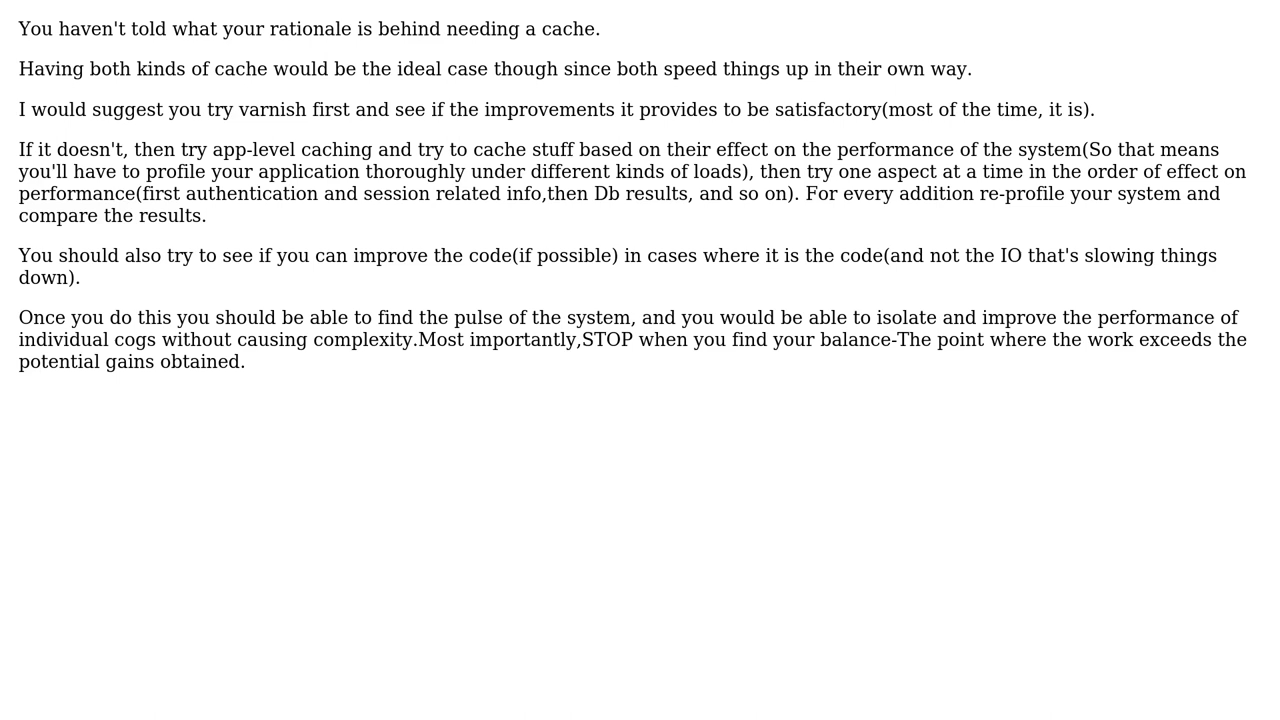 You haven't told what your rationale is behind needing a cache.
Having both kinds of cache would be the ideal case though since both speed things up in their own way.
I would suggest you try varnish first and see if the improvements it provides to be satisfactory(most of the time, it is).
If it doesn't, then try app-level caching and try to cache stuff based on their effect on the performance of the system(So that means
you'll have to profile your application thoroughly under different kinds of loads), then try one aspect at a time in the order of effect on
performance(first authentication and session related info,then Db results, and so on). For every addition re-profile your system and
compare the results.
You should also try to see if you can improve the code(if possible) in cases where it is the code(and not the IO that's slowing things
down).
Once you do this you should be able to find the pulse of the system, and you would be able to isolate and improve the performance of
individual cogs without causing complexity.Most importantly,STOP when you find your balance-The point where the work exceeds the
potential gains obtained.